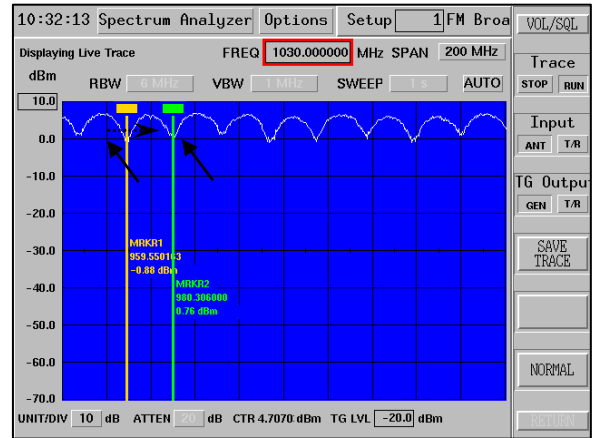 10:32:13 Spectrum Analyzer Options Setup 1 FM Broa VOL/SQL
Displaying Live Trace FREQ 1030.000000 MHz SPAN 200 MHz
dBm RBW 6 MHz VBW 1 MHz SWEEP 1 s AUTO
Trace
STOP RUN
Input
ANT T/R
TG Outpu
GEN T/R
SAVE
TRACE
NORMAL
RETURN
10.0
0.0
-10.0
-20.0
-30.0
-40.0
-50.0
-60.0
-70.0
MRKR1
959.550163
-0.88 dBm
MRKR2
980.306000
0.76 dBm
UNIT/DIV 10 dB ATTEN 20 dB CTR 4.7070 dBm TG LVL -20.0 dBm